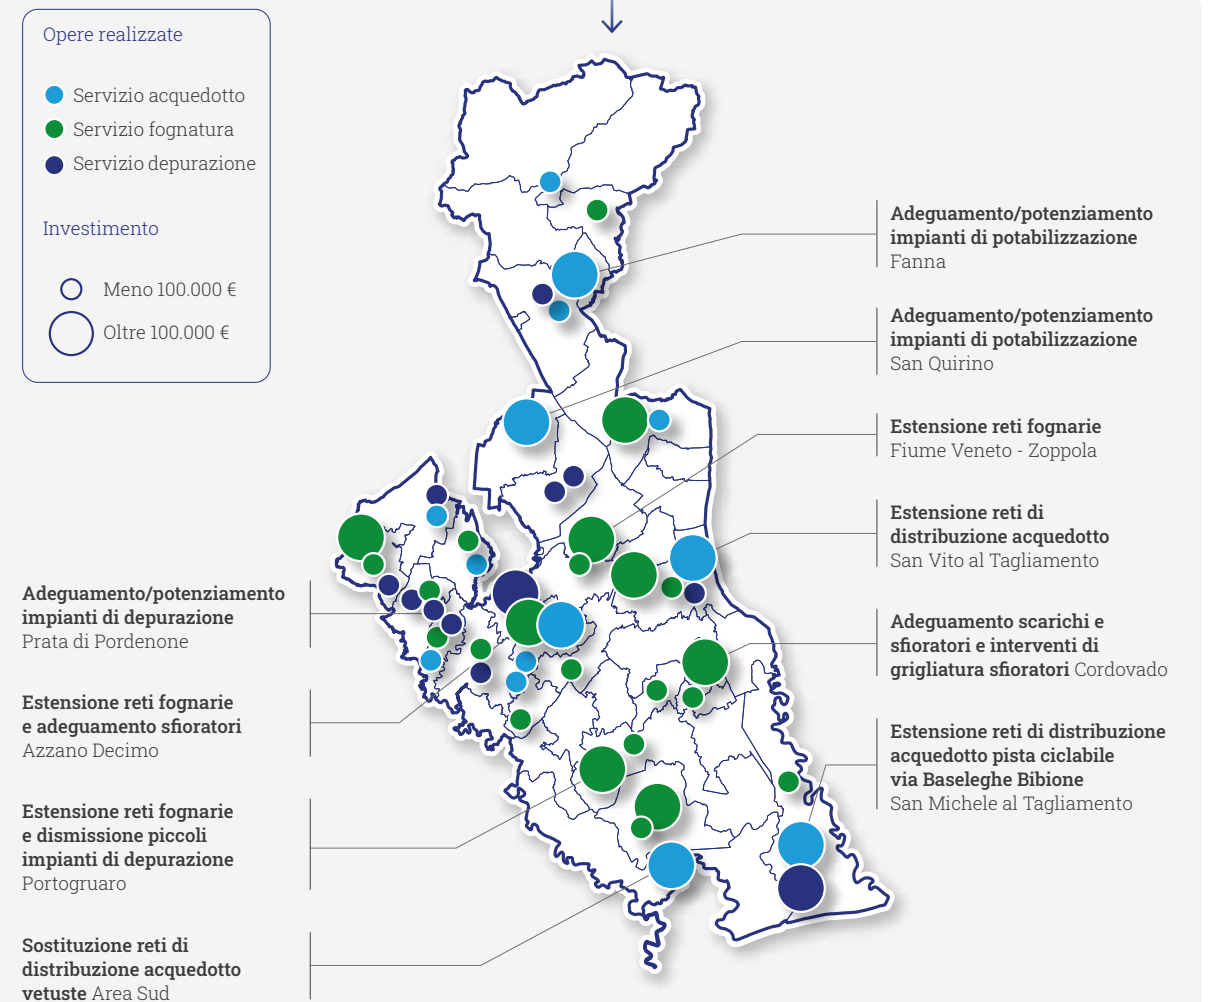 Opere realizzate
Servizio acquedotto
Servizio fognatura
Servizio depurazione
Investimento
Meno 100.000 €
Oltre 100.000 €
Adeguamento/potenziamento
impianti di potabilizzazione
Fanna
Adeguamento/potenziamento
impianti di potabilizzazione
San Quirino
Estensione reti fognarie
Fiume Veneto - Zoppola
Estensione reti di
distribuzione acquedotto
San Vito al Tagliamento
Adeguamento scarichi e
sfioratori e interventi di
grigliatura sfioratori Cordovado
Estensione reti di distribuzione
acquedotto pista ciclabile
via Baseleghe Bibione
San Michele al Tagliamento
Adeguamento/potenziamento
impianti di depurazione
Prata di Pordenone
Estensione reti fognarie
e adeguamento sfioratori
Azzano Decimo
Estensione reti fognarie
e dismissione piccoli
impianti di depurazione
Portogruaro
Sostituzione reti di
distribuzione acquedotto
vetuste Area Sud